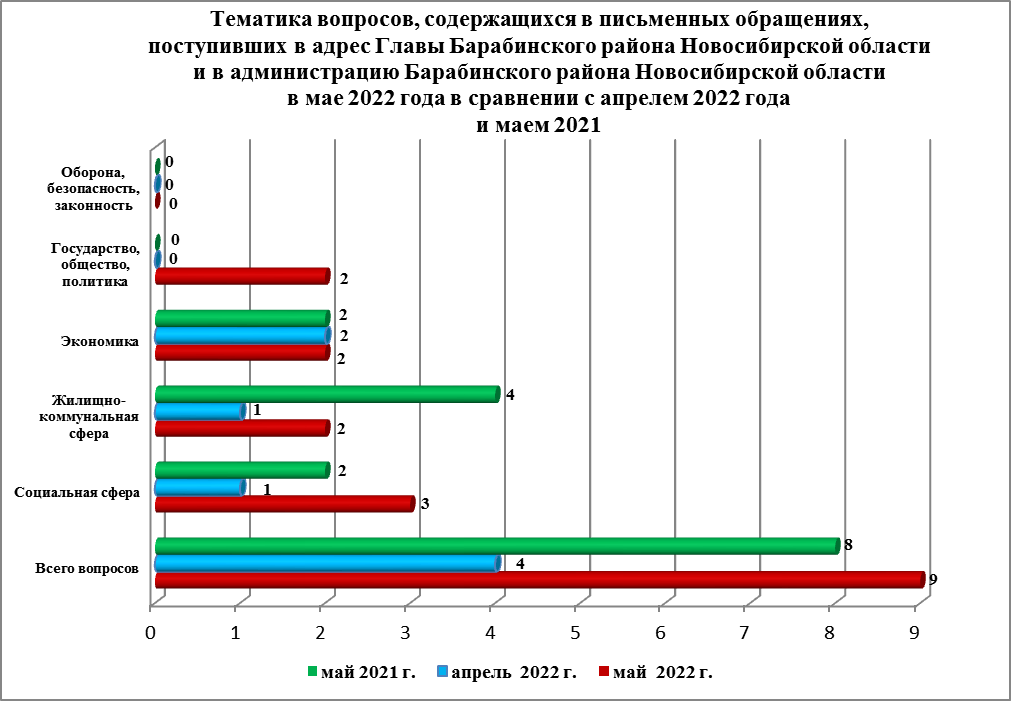 Тематика вопросов, содержащихся в письменных обращениях,
поступивших в адрес Главы Барабинского района Новосибирской области
и в администрацию Барабинского района Новосибирской области
в мае 2022 года в сравнении с апрелем 2022 года
и маем 2021
Оборона,
безопасность,
законность
0
0
0
Государство,
общество,
политика
0
0
2
Экономика
2
2
2
Жилищно-
коммунальная
сфера
4
1
2
Социальная сфера
2
1
3
Всего вопросов
8
4
9
0 1 2 3 4 5 6 7 8 9
май 2021 г. апрель 2022 г. май 2022 г.